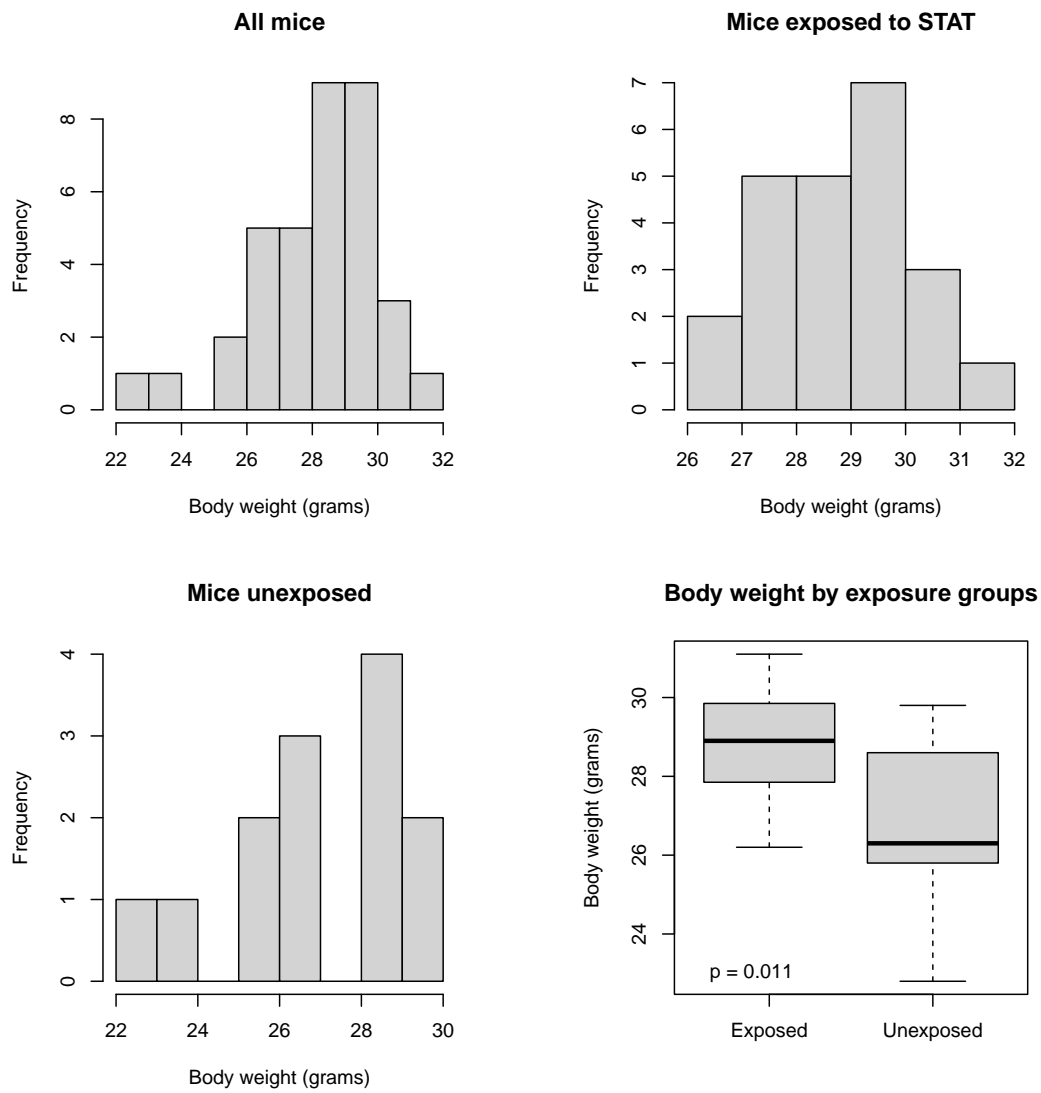 All mice
Frequency
0 2 4 6 8
22 24 26 28 30 32
Body weight (grams)
Mice exposed to STAT
Frequency
0 1 2 3 4 5 6 7
26 27 28 29 30 31 32
Body weight (grams)
Mice unexposed
Frequency
0 1 2 3 4
22 24 26 28 30
Body weight (grams)
Body weight by exposure groups
Body weight (grams)
24 26 28 30
p = 0.011
Exposed Unexposed